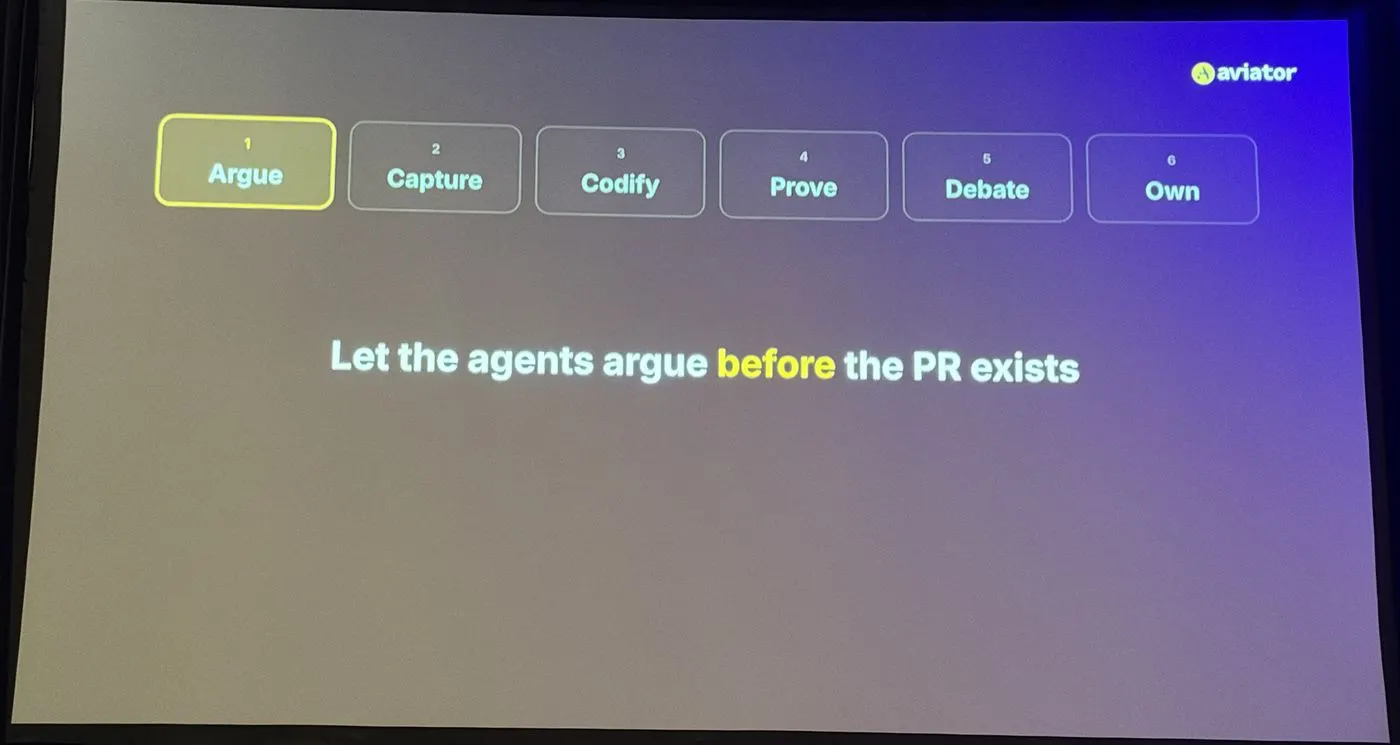 aviator
1
Argue
2
Capture
3
Codify
4
Prove
5
Debate
6
Own
Let the agents argue before the PR exists